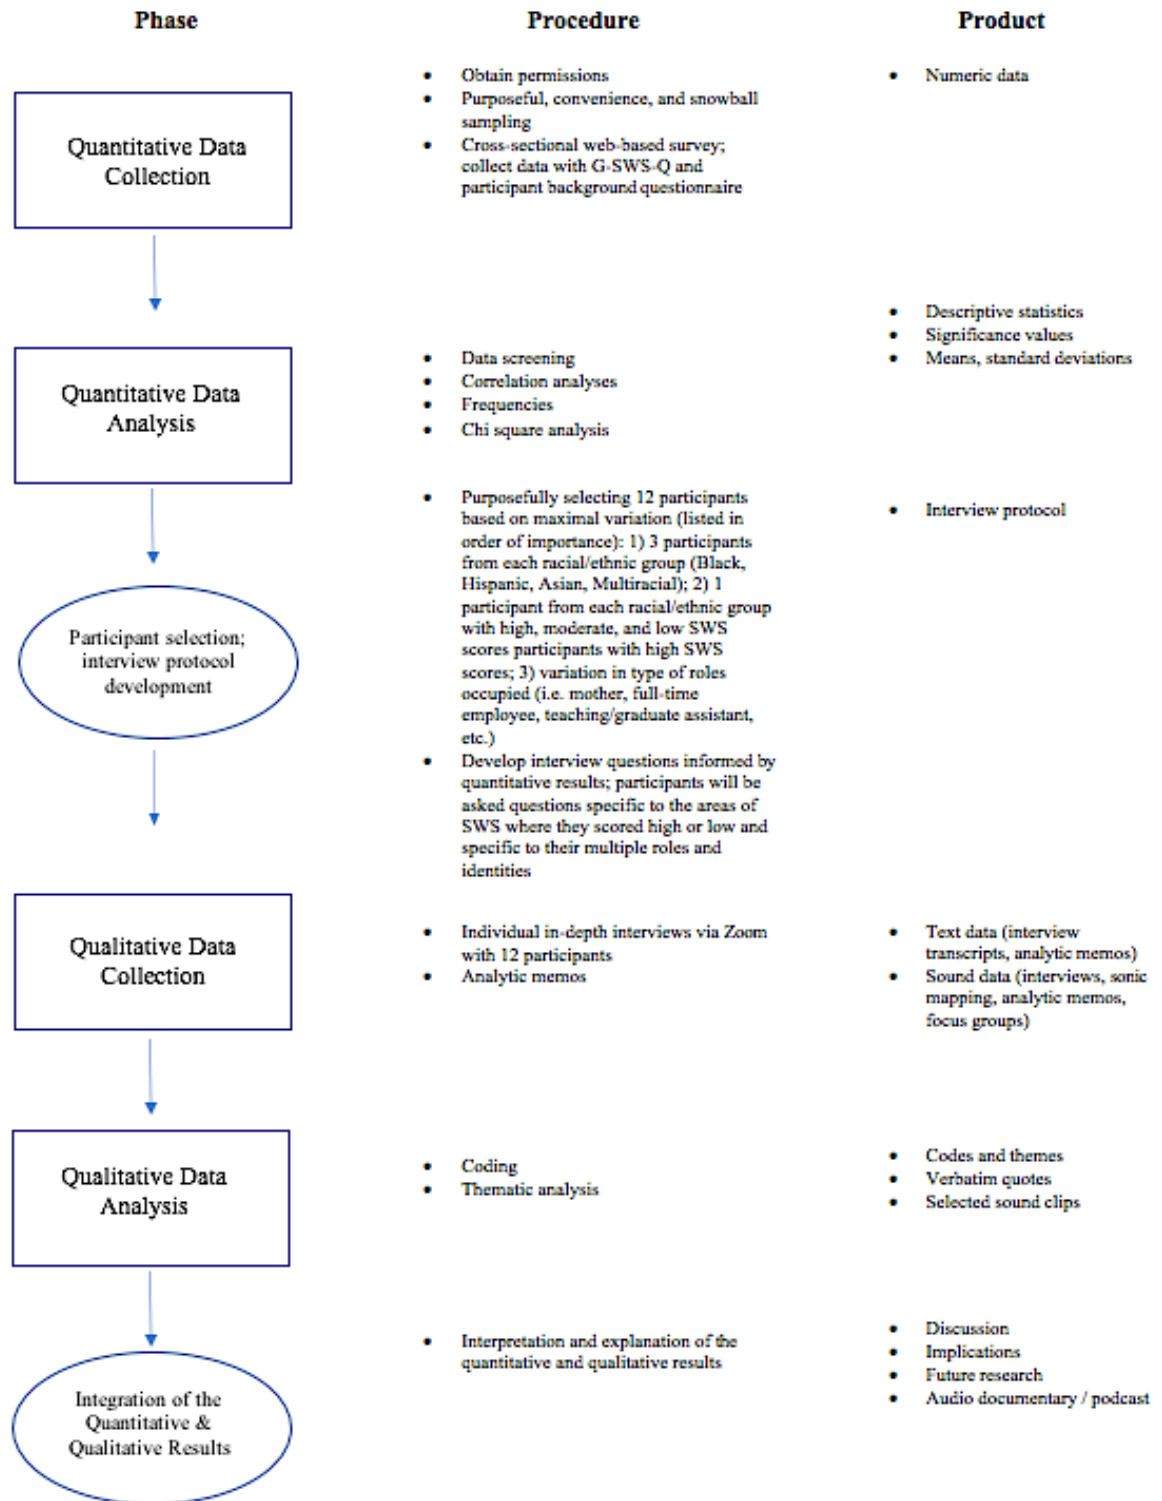 Phase
Procedure
Product
Quantitative Data
Collection
• Obtain permissions
• Purposeful, convenience, and snowball
sampling
• Cross-sectional web-based survey;
collect data with G-SWS-Q and
participant background questionnaire
• Numeric data
Quantitative Data
Analysis
• Data screening
• Correlation analyses
• Frequencies
• Chi square analysis
• Descriptive statistics
• Significance values
• Means, standard deviations
Participant selection;
interview protocol
development
• Purposefully selecting 12 participants
based on maximal variation (listed in
order of importance): 1) 3 participants
from each racial/ethnic group (Black,
Hispanic, Asian, Multiracial); 2) 1
participant from each racial/ethnic group
with high, moderate, and low SWS
scores participants with high SWS
scores; 3) variation in type of roles
occupied (i.e. mother, full-time
employee, teaching/graduate assistant,
etc.)
• Develop interview questions informed by
quantitative results; participants will be
asked questions specific to the areas of
SWS where they scored high or low and
specific to their multiple roles and
identities
• Interview protocol
Qualitative Data
Collection
• Individual in-depth interviews via Zoom
with 12 participants
• Analytic memos
• Text data (interview
transcripts, analytic memos)
• Sound data (interviews, sonic
mapping, analytic memos,
focus groups)
Qualitative Data
Analysis
• Coding
• Thematic analysis
• Codes and themes
• Verbatim quotes
• Selected sound clips
Integration of the
Quantitative &
Qualitative Results
• Interpretation and explanation of the
quantitative and qualitative results
• Discussion
• Implications
• Future research
• Audio documentary / podcast